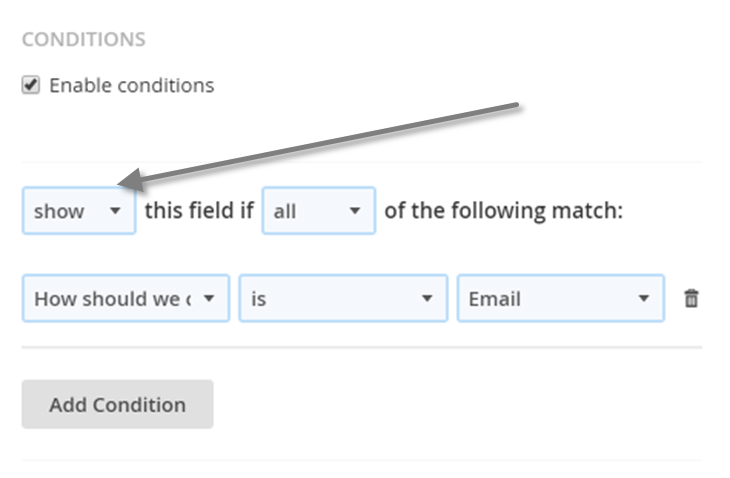 CONDITIONS
Enable conditions
show this field if all of the following match:
How should we c is Email
Add Condition